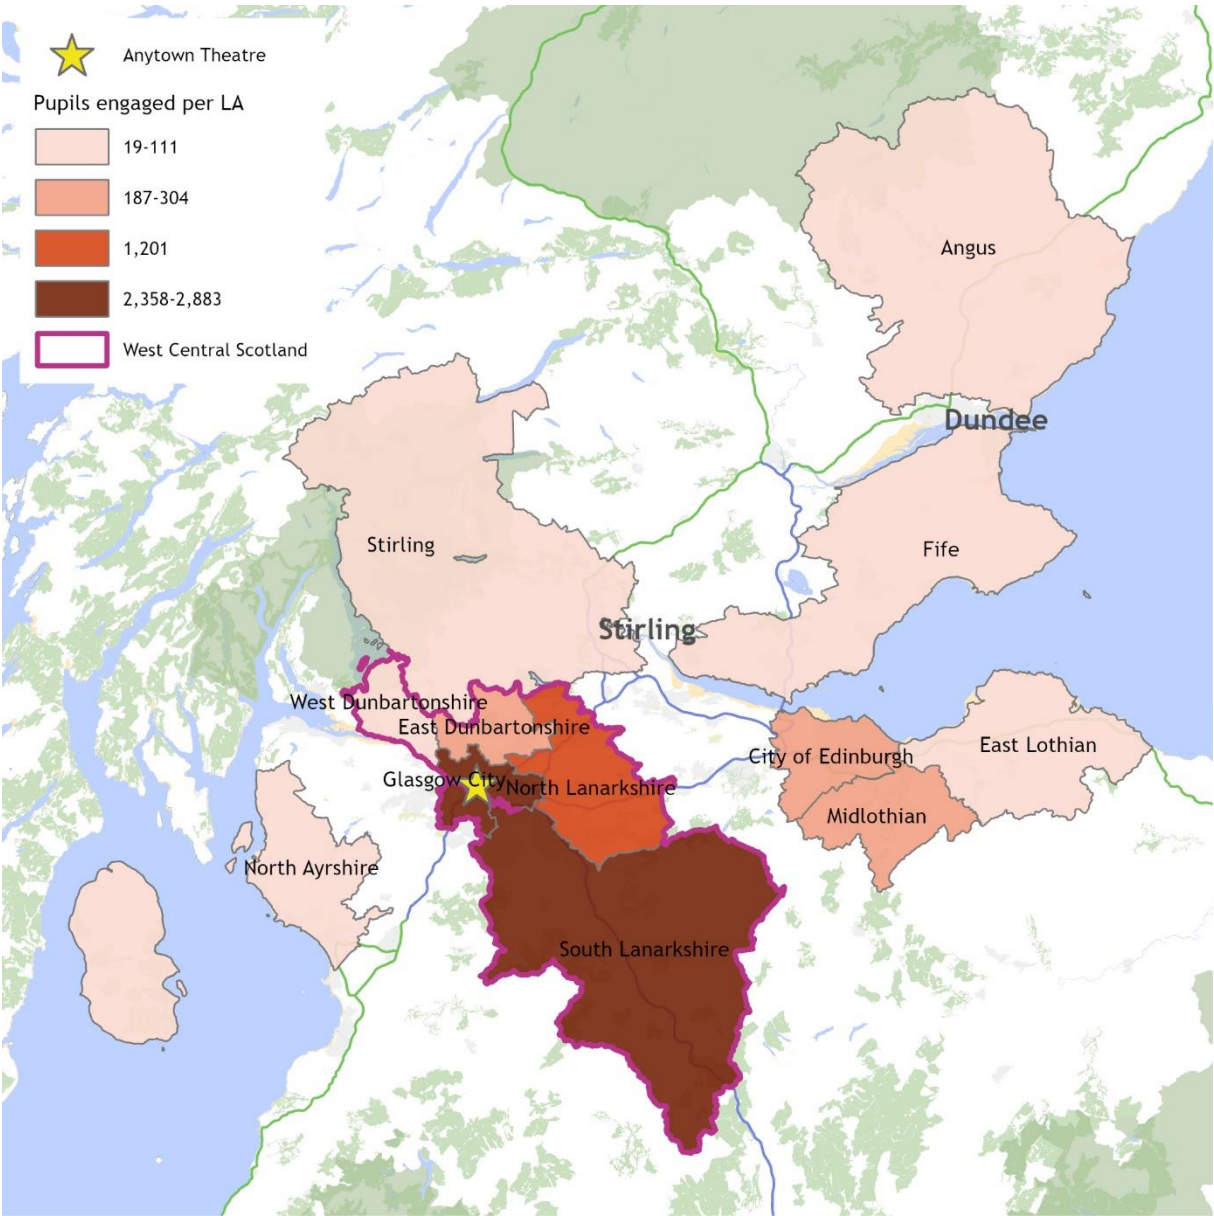 Anytown Theatre
Pupils engaged per LA
19-111
187-304
1,201
2,358-2,883
West Central Scotland
Angus
Dundee
Stirling
Fife
Stirling
West Dunbartonshire
East Dunbartonshire
East Lothian
City of Edinburgh
Glasgow City
North Lanarkshire
Midlothian
North Ayrshire
South Lanarkshire